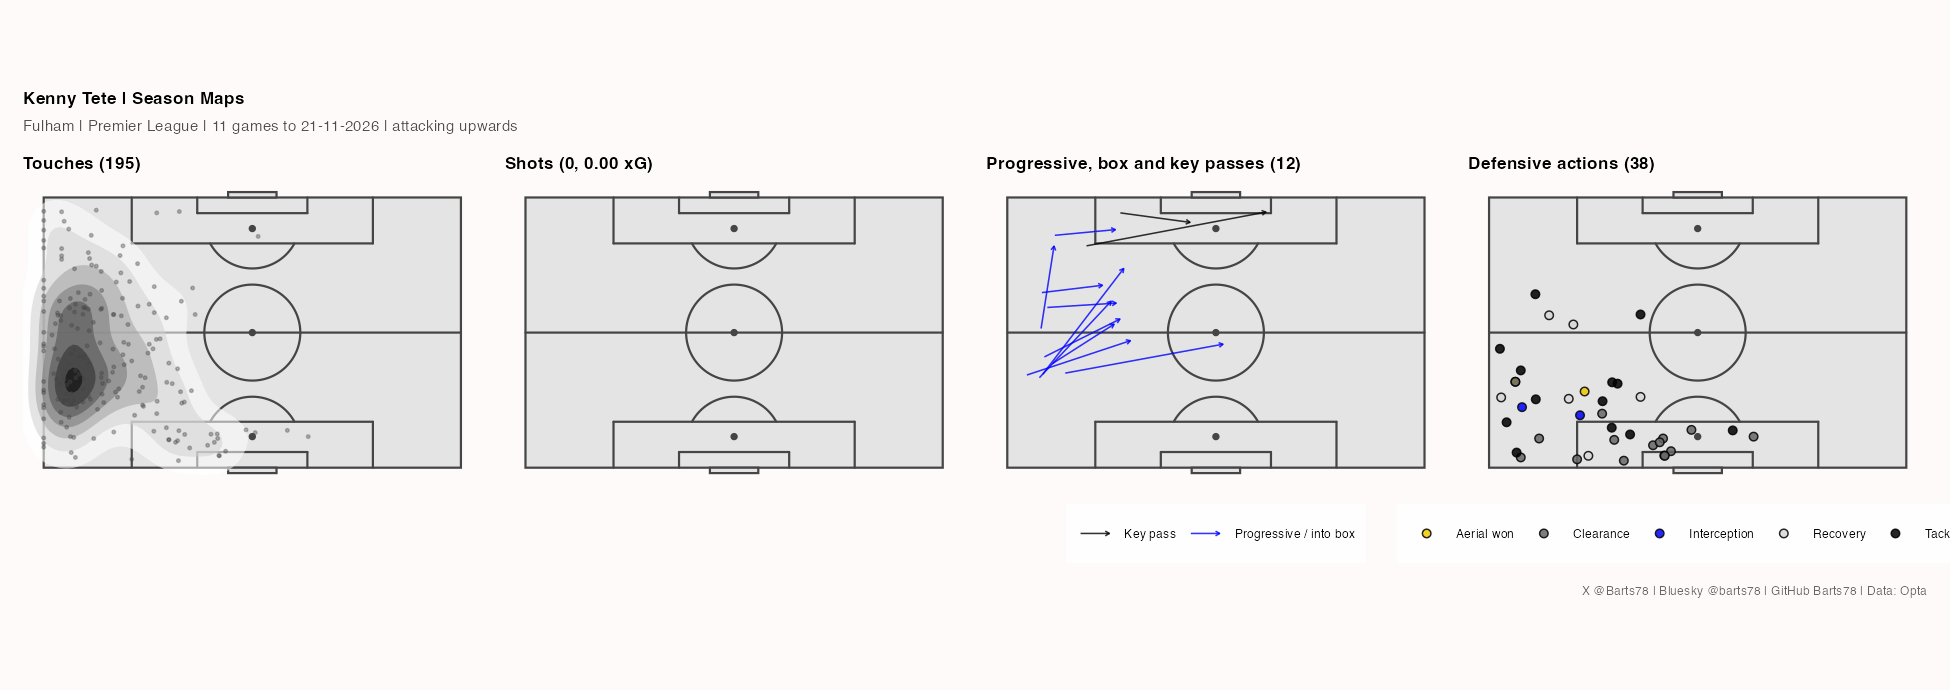 Kenny Tete | Season Maps
Fulham | Premier League | 11 games to 21-11-2026 | attacking upwards
Touches (195)
Shots (0, 0.00 xG)
Progressive, box and key passes (12)
Defensive actions (38)
Key pass
Progressive / into box
Aerial won
Clearance
Interception
Recovery
Tack
X @Barts78 | Bluesky @barts78 | GitHub Barts78 | Data: Opta